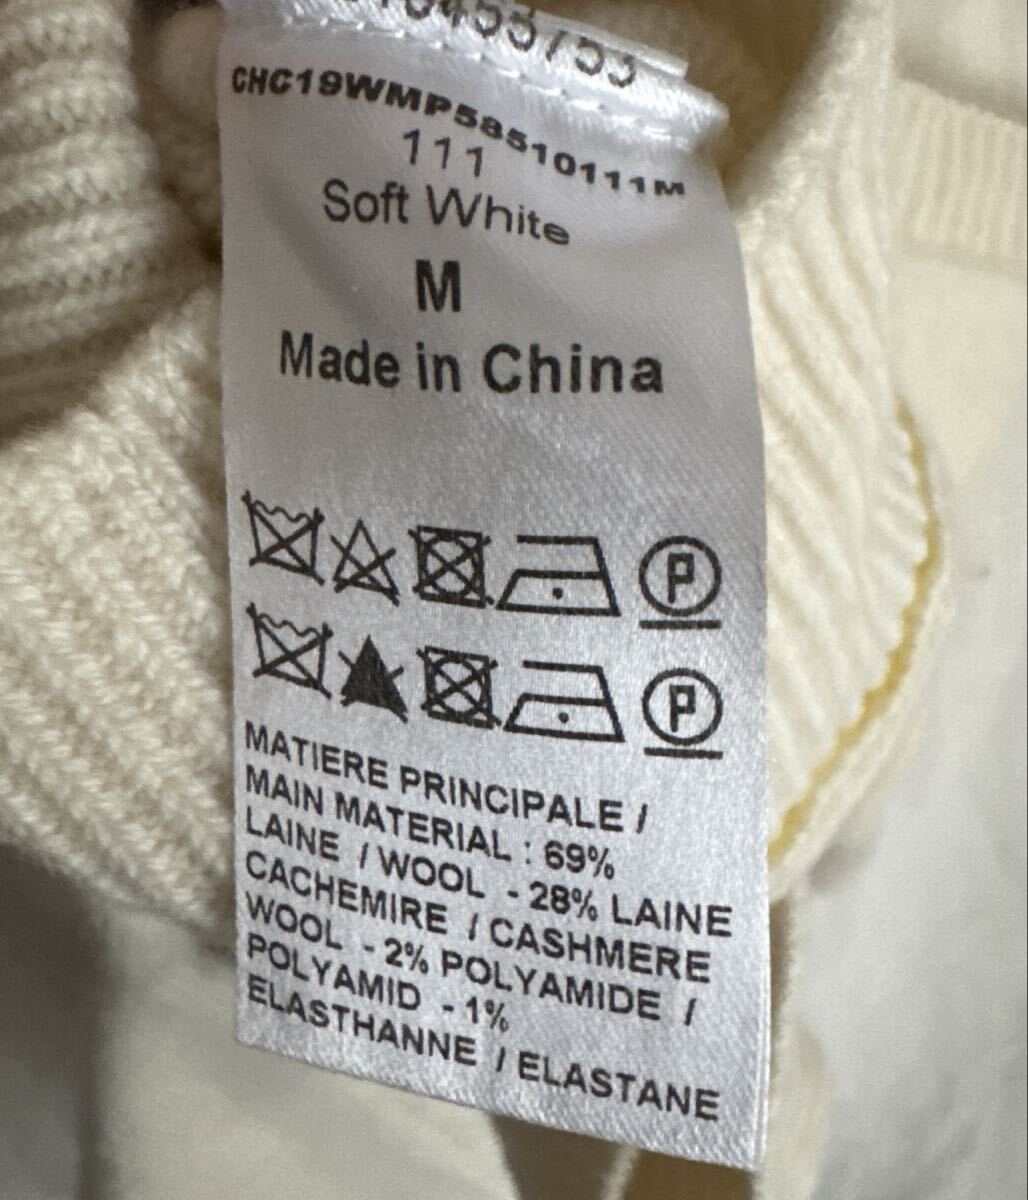 CHC19WMP58510111M
111
Soft White
M
Made in China
P
P
MATIERE PRINCIPALE /
MAIN MATERIAL : 69%
LAINE / WOOL - 28% LAINE
CACHEMIRE / CASHMERE
WOOL - 2% POLYAMIDE /
POLYAMID - 1%
ELASTHANNE / ELASTANE